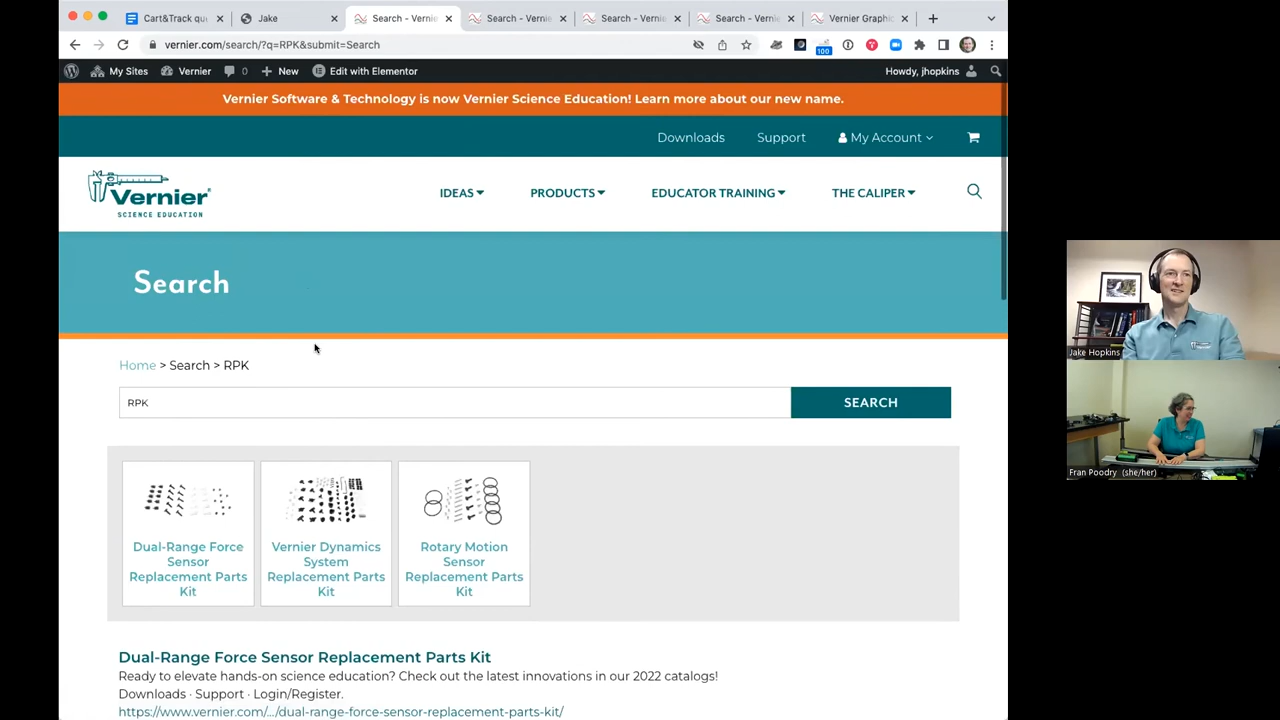 Cart&Track que
Jake
Search - Vernie
Search - Vernie
Search - Vernie
Search - Vernie
Vernier Graphic
vernier.com/search/?q=RPK&submit=Search
100
My Sites
Vernier
0
New
Edit with Elementor
Howdy, jhopkins
Vernier Software & Technology is now Vernier Science Education! Learn more about our new name.
Downloads
Support
My Account
Vernier
SCIENCE EDUCATION
IDEAS
PRODUCTS
EDUCATOR TRAINING
THE CALIPER
Search
Home > Search > RPK
RPK
SEARCH
Dual-Range Force
Sensor
Replacement Parts
Kit
Vernier Dynamics
System
Replacement Parts
Kit
Rotary Motion
Sensor
Replacement Parts
Kit
Dual-Range Force Sensor Replacement Parts Kit
Ready to elevate hands-on science education? Check out the latest innovations in our 2022 catalogs!
Downloads · Support · Login/Register.
https://www.vernier.com/.../dual-range-force-sensor-replacement-parts-kit/
Jake Hopkins
Fran Poodry (she/her)